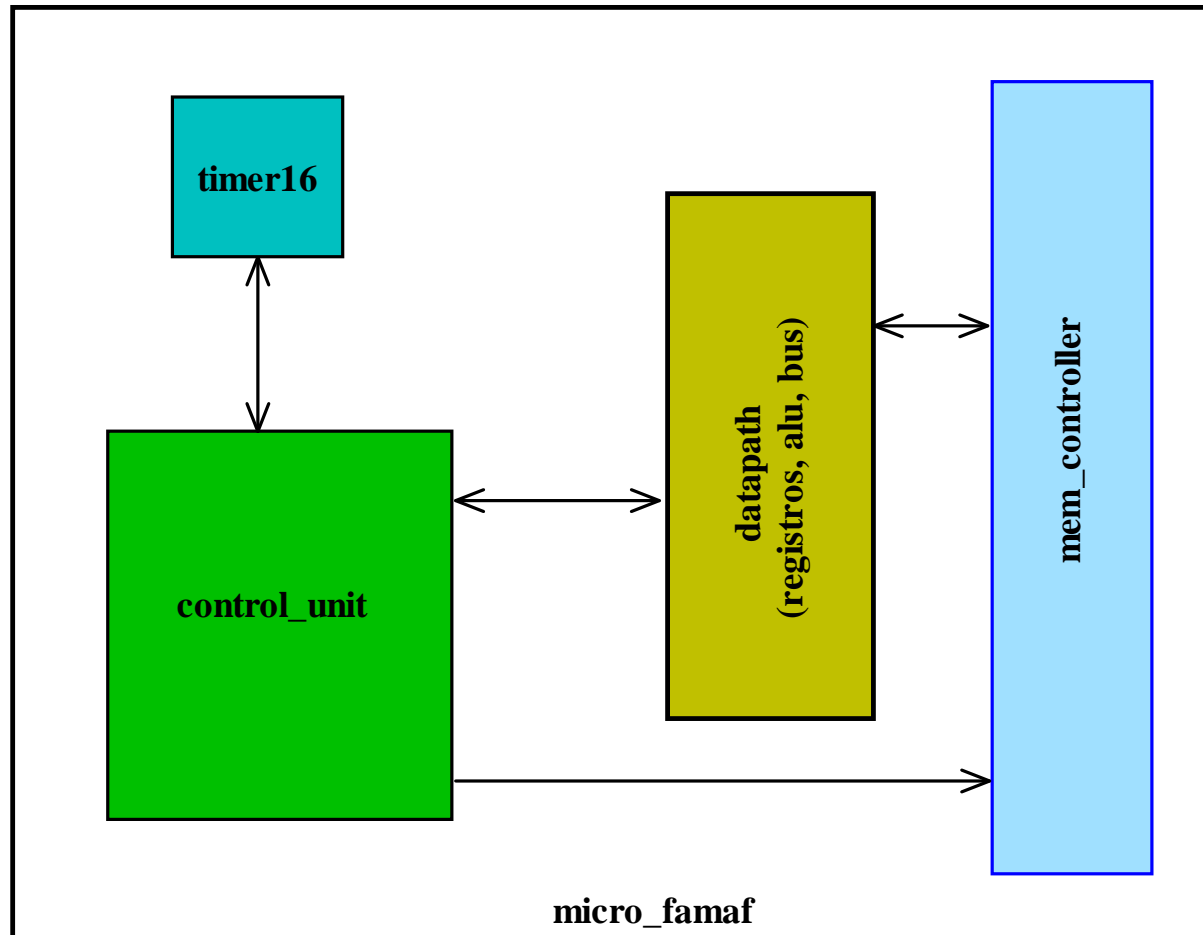 timer16
control_unit
datapath
(registros, alu, bus)
mem_controller
micro_famaf